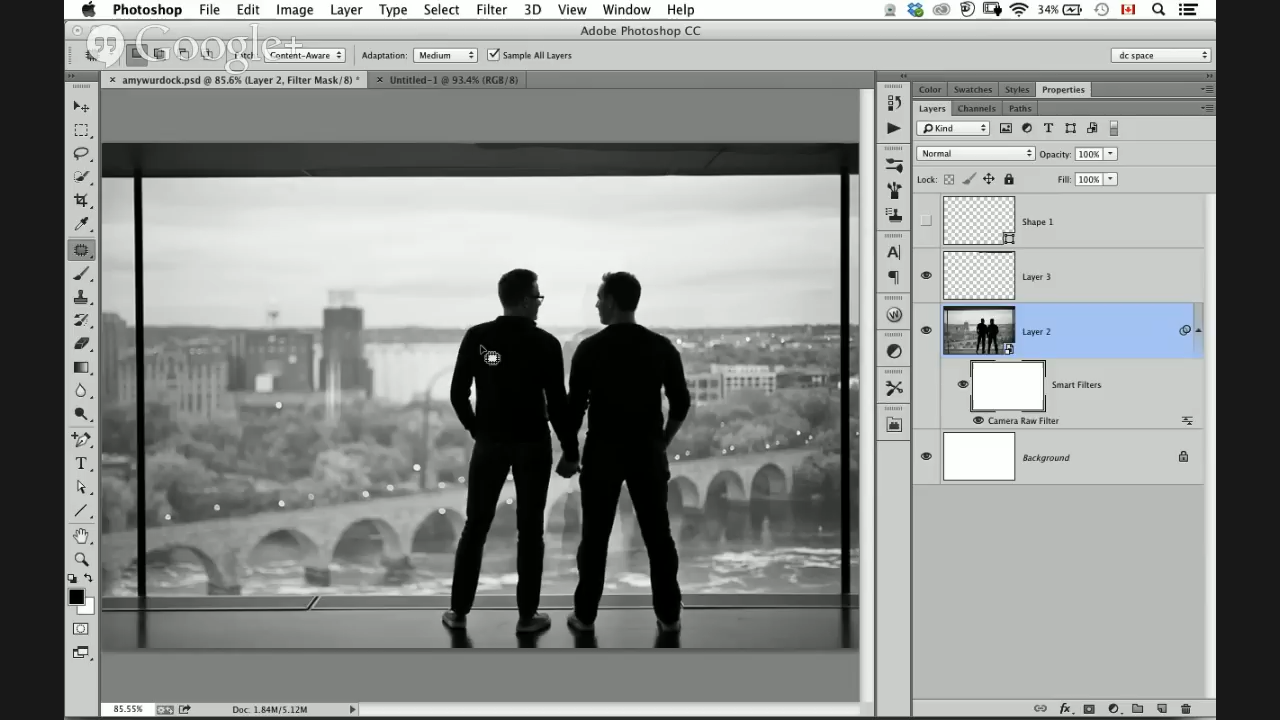 Photoshop File Edit Image Layer Type Select Filter 3D View Window Help 34%
Adobe Photoshop CC
Google+
Content-Aware Adaptation: Medium Sample All Layers dc space
× amywurdock.psd @ 85.6% (Layer 2, Filter Mask/8) * × Untitled-1 @ 93.4% (RGB/8)
Color Swatches Styles Properties
Layers Channels Paths
Kind
Normal Opacity: 100%
Lock: Fill: 100%
Shape 1
Layer 3
Layer 2
Smart Filters
Camera Raw Filter
Background
85.55% Doc: 1.84M/5.12M